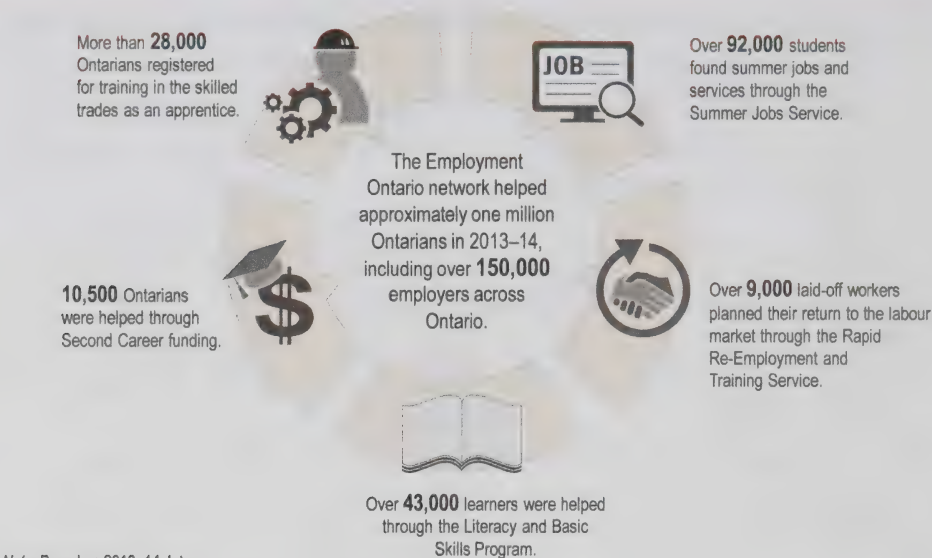 More than 28,000
Ontarians registered
for training in the skilled
trades as an apprentice.
JOB
Over 92,000 students
found summer jobs and
services through the
Summer Jobs Service.
The Employment
Ontario network helped
approximately one million
Ontarians in 2013–14,
including over 150,000
employers across
Ontario.
10,500 Ontarians
were helped through
Second Career funding.
$
Over 9,000 laid-off workers
planned their return to the labour
market through the Rapid
Re-Employment and
Training Service.
Over 43,000 learners were helped
through the Literacy and Basic
Skills Program.